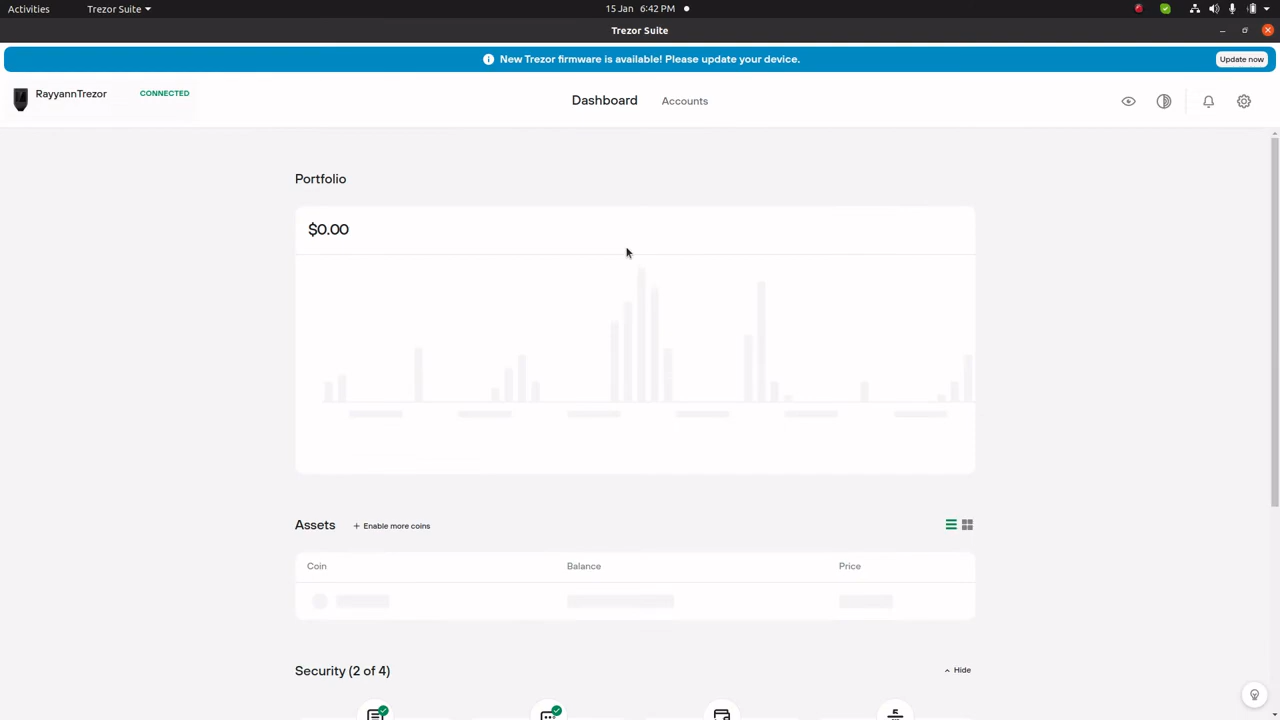 Activities
Trezor Suite
15 Jan 6:42 PM
Trezor Suite
New Trezor firmware is available! Please update your device.
Update now
RayyannTrezor
CONNECTED
Dashboard
Accounts
Portfolio
$0.00
Assets
+ Enable more coins
Coin
Balance
Price
Security (2 of 4)
Hide